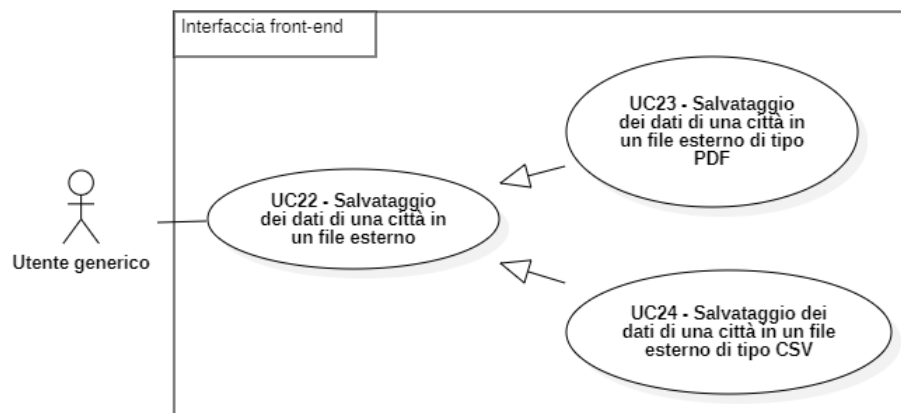 Interfaccia front-end
UC23 - Salvataggio
dei dati di una città in
un file esterno di tipo
PDF
UC22 - Salvataggio
dei dati di una città in
un file esterno
Utente generico
UC24 - Salvataggio dei
dati di una città in un file
esterno di tipo CSV